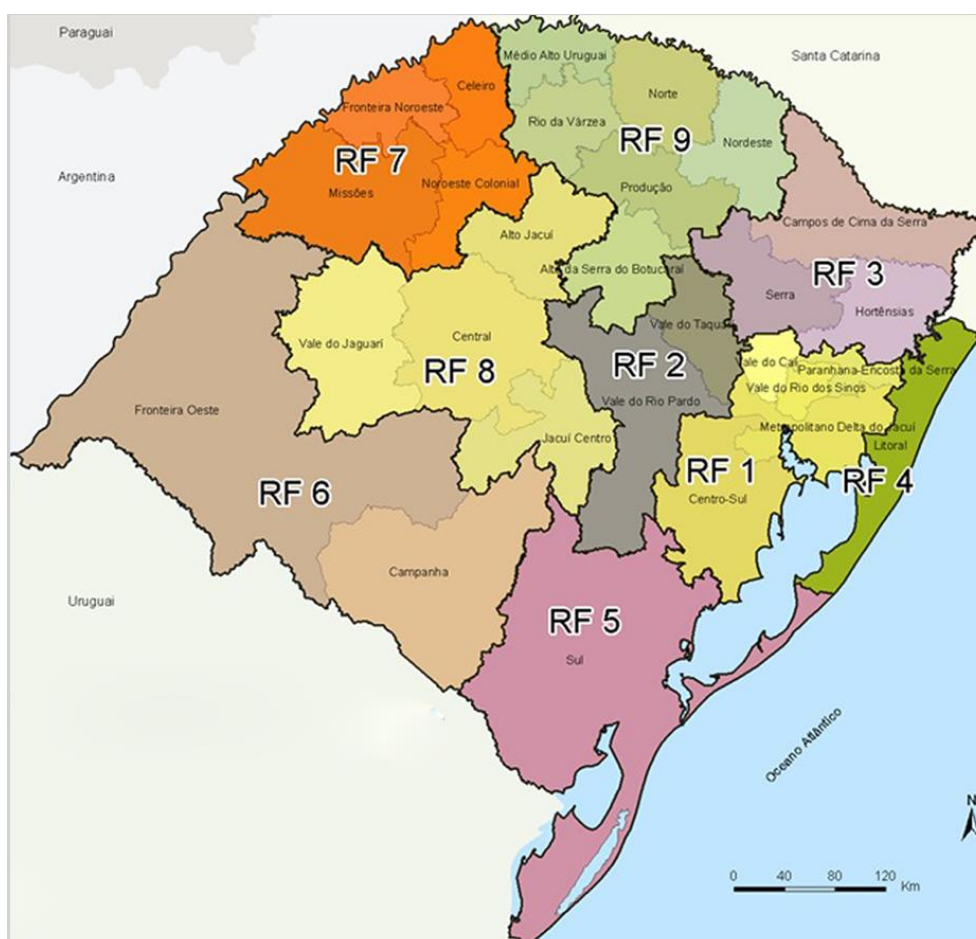 Paraguai
Médio Alto Uruguai
Santa Catarina
Celeiro
Norte
Fronteira Noroeste
Rio da Várzea
RF 9
Nordeste
RF 7
Argentina
Noroeste Colonial
Missões
Produção
Campos de Cima da Serra
Alto Jacuí
Alto da Serra do Botucaraí
RF 3
Serra
Hortênsias
Vale do Taquari
Central
Vale do Jaguarí
RF 2
Vale do Caí
Paranhana-Encosta da Serra
RF 8
Vale do Rio dos Sinos
Vale do Rio Pardo
Fronteira Oeste
Metropolitano Delta do Jacuí
Jacuí Centro
Litoral
RF 1
RF 4
RF 6
Centro-Sul
Campanha
Uruguai
RF 5
Sul
Oceano Atlântico
N
0 40 80 120
Km